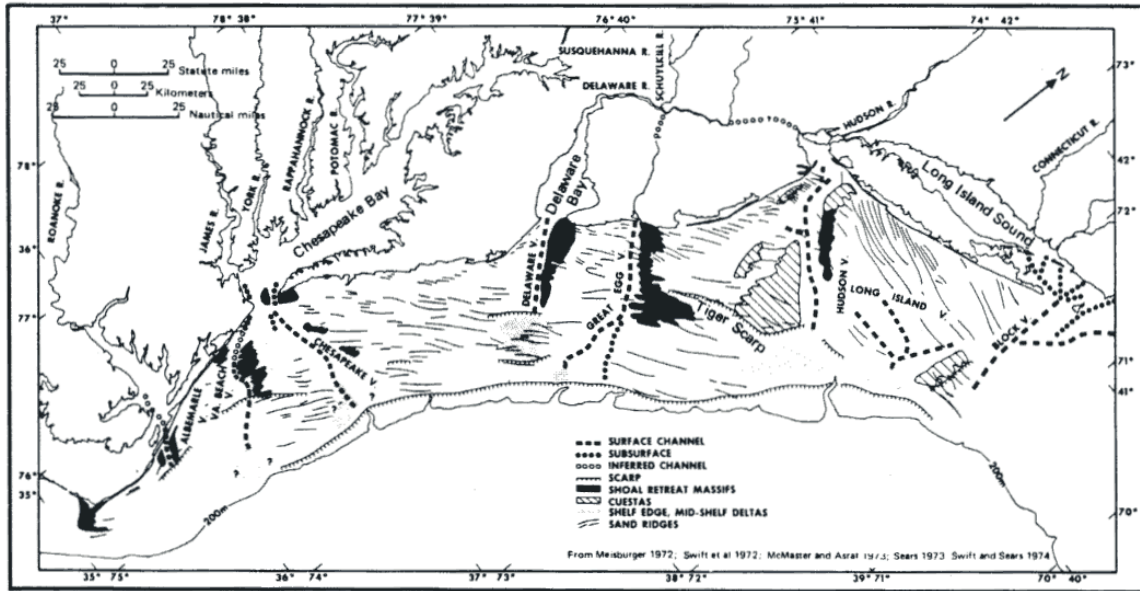 37° 78° 38° 77° 39° 76° 40° 75° 41° 74° 42°
25 0 25
Statute miles
25 0 25
Kilometers
25 0 25
Nautical miles
SUSQUEHANNA R.
DELAWARE R.
SCHUYLKILL R.
HUDSON R.
N
73°
CONNECTICUT R.
42°
72°
Long Island Sound
78°
ROANOKE R.
JAMES R.
YORK R.
RAPPAHANNOCK R.
POTOMAC R.
Chesapeake Bay
Delaware Bay
36°
77°
DELAWARE V.
GREAT EGG V.
Tiger Scarp
HUDSON V.
LONG ISLAND V.
BLOCK V.
41°
71°
CHESAPEAKE V.
VA. BEACH V.
ALBEMARLE V.
? ?
? ?
76°
35°
200m
200m
70°
SURFACE CHANNEL
SUBSURFACE
INFERRED CHANNEL
SCARP
SHOAL RETREAT MASSIFS
CUESTAS
SHELF EDGE, MID-SHELF DELTAS
SAND RIDGES
From Meisburger 1972; Swift et al 1972; McMaster and Asraf 1973; Sears 1973 Swift and Sears 1974
35° 75° 36° 74° 37° 73° 38° 72° 39° 71° 70° 40°